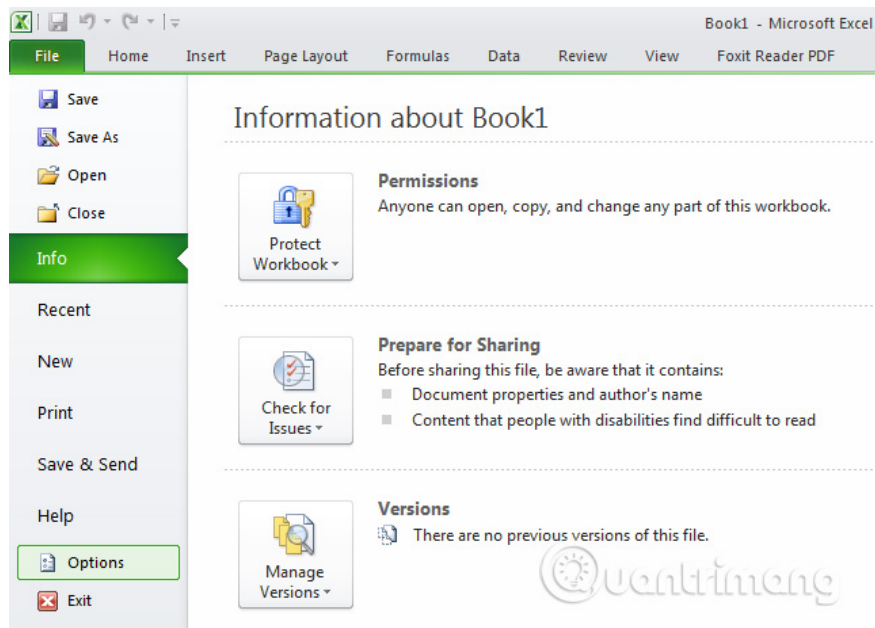 Book1 - Microsoft Excel
File Home Insert Page Layout Formulas Data Review View Foxit Reader PDF
Save
Save As
Open
Close
Info
Recent
New
Print
Save & Send
Help
Options
Exit
Information about Book1
Protect
Workbook
Permissions
Anyone can open, copy, and change any part of this workbook.
Check for
Issues
Prepare for Sharing
Before sharing this file, be aware that it contains:
Document properties and author's name
Content that people with disabilities find difficult to read
Manage
Versions
Versions
There are no previous versions of this file.
Quantrimang